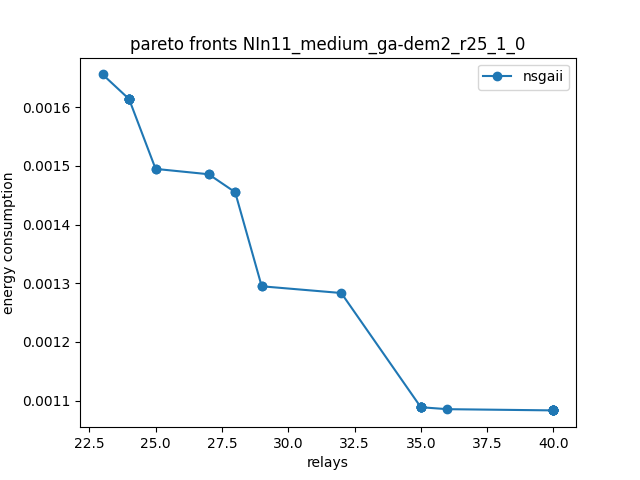 pareto fronts NIn11_medium_ga-dem2_r25_1_0
nsgaii
energy consumption
0.0016
0.0015
0.0014
0.0013
0.0012
0.0011
22.5 25.0 27.5 30.0 32.5 35.0 37.5 40.0
relays